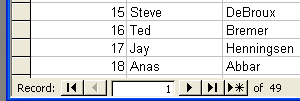 15 Steve DeBroux
16 Ted Bremer
17 Jay Henningsen
18 Anas Abbar
Record: 1 of 49